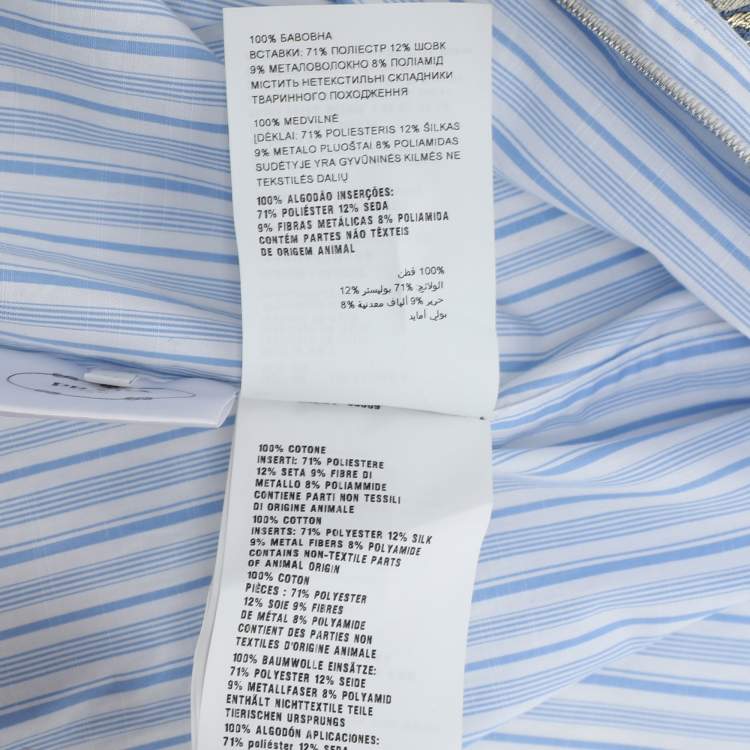 100% БАВОВНА
ВСТАВКИ: 71% ПОЛІЕСТР 12% ШОВК
9% МЕТАЛОВОЛОКНО 8% ПОЛІАМІД
МІСТИТЬ НЕТЕКСТИЛЬНІ СКЛАДНИКИ
ТВАРИННОГО ПОХОДЖЕННЯ
100% MEDVILNĖ
ĮDĖKLAI: 71% POLIESTERIS 12% ŠILKAS
9% METALO PLUOŠTAI 8% POLIAMIDAS
SUDĖTYJE YRA GYVŪNINĖS KILMĖS NE
TEKSTILĖS DALIŲ
100% ALGODÃO INSERÇÕES:
71% POLIÉSTER 12% SEDA
9% FIBRAS METÁLICAS 8% POLIAMIDA
CONTÉM PARTES NÃO TÊXTEIS
DE ORIGEM ANIMAL
100% قطن
الولائج: 71% بوليستر 12%
حرير 9% ألياف معدنية 8%
بولي أمايد
100% COTONE
INSERTI: 71% POLIESTERE
12% SETA 9% FIBRE DI
METALLO 8% POLIAMMIDE
CONTIENE PARTI NON TESSILI
DI ORIGINE ANIMALE
100% COTTON
INSERTS: 71% POLYESTER 12% SILK
9% METAL FIBERS 8% POLYAMIDE
CONTAINS NON-TEXTILE PARTS
OF ANIMAL ORIGIN
100% COTON
PIÈCES : 71% POLYESTER
12% SOIE 9% FIBRES
DE MÉTAL 8% POLYAMIDE
CONTIENT DES PARTIES NON
TEXTILES D'ORIGINE ANIMALE
100% BAUMWOLLE EINSÄTZE:
71% POLYESTER 12% SEIDE
9% METALLFASER 8% POLYAMID
ENTHÄLT NICHTTEXTILE TEILE
TIERISCHEN URSPRUNGS
100% ALGODÓN APLICACIONES:
71% poliéster 12% SEDA